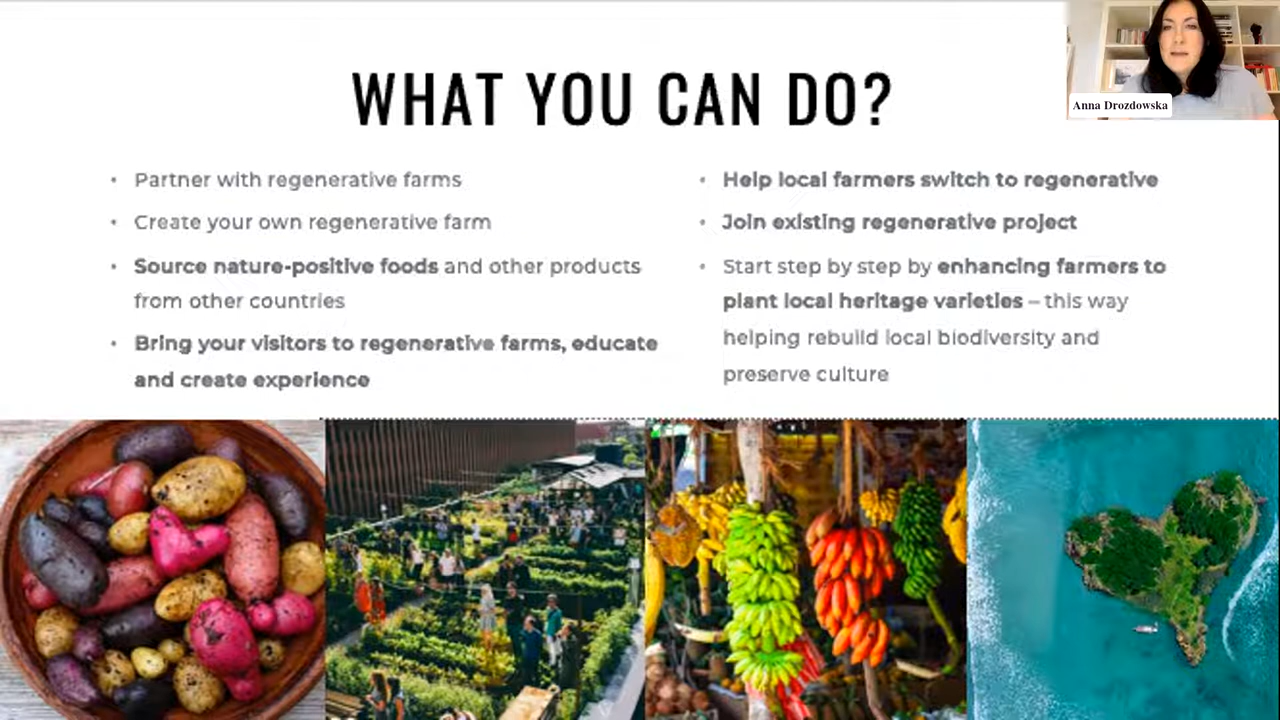 WHAT YOU CAN DO?
Anna Drozdowska
Partner with regenerative farms
Create your own regenerative farm
Source nature-positive foods and other products
from other countries
Bring your visitors to regenerative farms, educate
and create experience
Help local farmers switch to regenerative
Join existing regenerative project
Start step by step by enhancing farmers to
plant local heritage varieties – this way
helping rebuild local biodiversity and
preserve culture